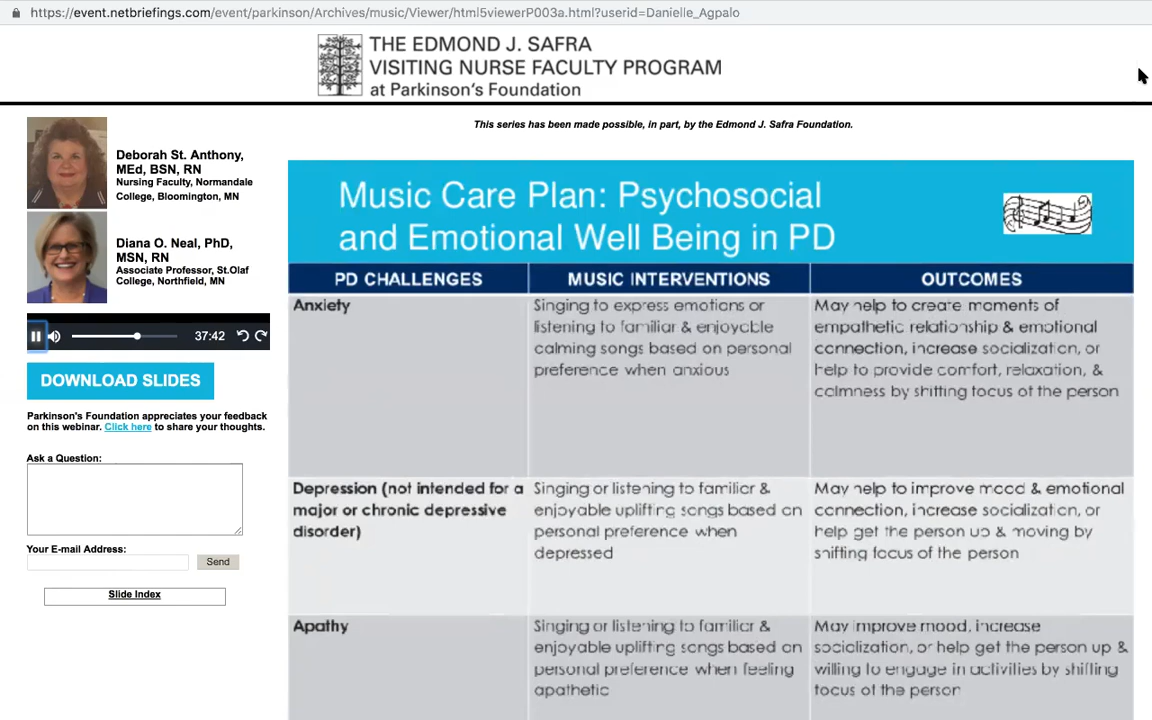 https://event.netbriefings.com/event/parkinson/Archives/music/Viewer/html5viewerP003a.html?userid=Danielle_Agpalo
THE EDMOND J. SAFRA
VISITING NURSE FACULTY PROGRAM
at Parkinson's Foundation
This series has been made possible, in part, by the Edmond J. Safra Foundation.
Deborah St. Anthony,
MEd, BSN, RN
Nursing Faculty, Normandale
College, Bloomington, MN
Diana O. Neal, PhD,
MSN, RN
Associate Professor, St.Olaf
College, Northfield, MN
37:42
DOWNLOAD SLIDES
Parkinson's Foundation appreciates your feedback
on this webinar. Click here to share your thoughts.
Ask a Question:
Your E-mail Address:
Send
Slide Index
Music Care Plan: Psychosocial
and Emotional Well Being in PD
PD CHALLENGES
MUSIC INTERVENTIONS
OUTCOMES
Anxiety
Singing to express emotions or
listening to familiar & enjoyable
calming songs based on personal
preference when anxious
May help to create moments of
empathetic relationship & emotional
connection, increase socialization, or
help to provide comfort, relaxation, &
calmness by shifting focus of the person
Depression (not intended for a
major or chronic depressive
disorder)
Singing or listening to familiar &
enjoyable uplifting songs based on
personal preference when
depressed
May help to improve mood & emotional
connection, increase socialization, or
help get the person up & moving by
shifting focus of the person
Apathy
Singing or listening to familiar &
enjoyable uplifting songs based on
personal preference when feeling
apathetic
May improve mood, increase
socialization, or help get the person up &
willing to engage in activities by shifting
focus of the person